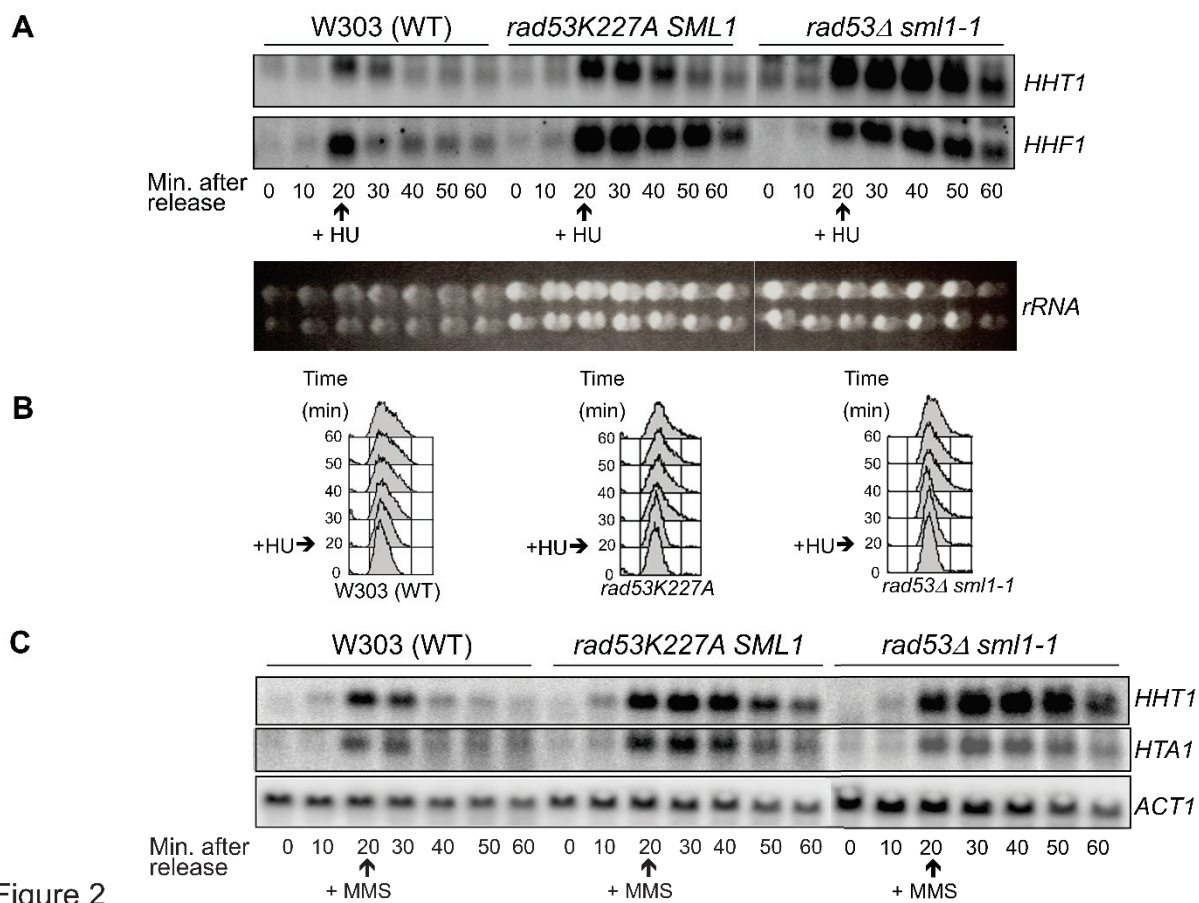 A
W303 (WT) rad53K227A SML1 rad53Δ sml1-1
HHT1
HHF1
Min. after release 0 10 20 30 40 50 60 0 10 20 30 40 50 60 0 10 20 30 40 50 60
+ HU + HU + HU
rRNA
B
Time (min) Time (min) Time (min)
60 60 60
50 50 50
40 40 40
30 30 30
+HU 20 +HU 20 +HU 20
0 0 0
W303 (WT) rad53K227A rad53Δ sml1-1
C
W303 (WT) rad53K227A SML1 rad53Δ sml1-1
HHT1
HTA1
ACT1
Min. after release 0 10 20 30 40 50 60 0 10 20 30 40 50 60 0 10 20 30 40 50 60
+ MMS + MMS + MMS
Figure 2